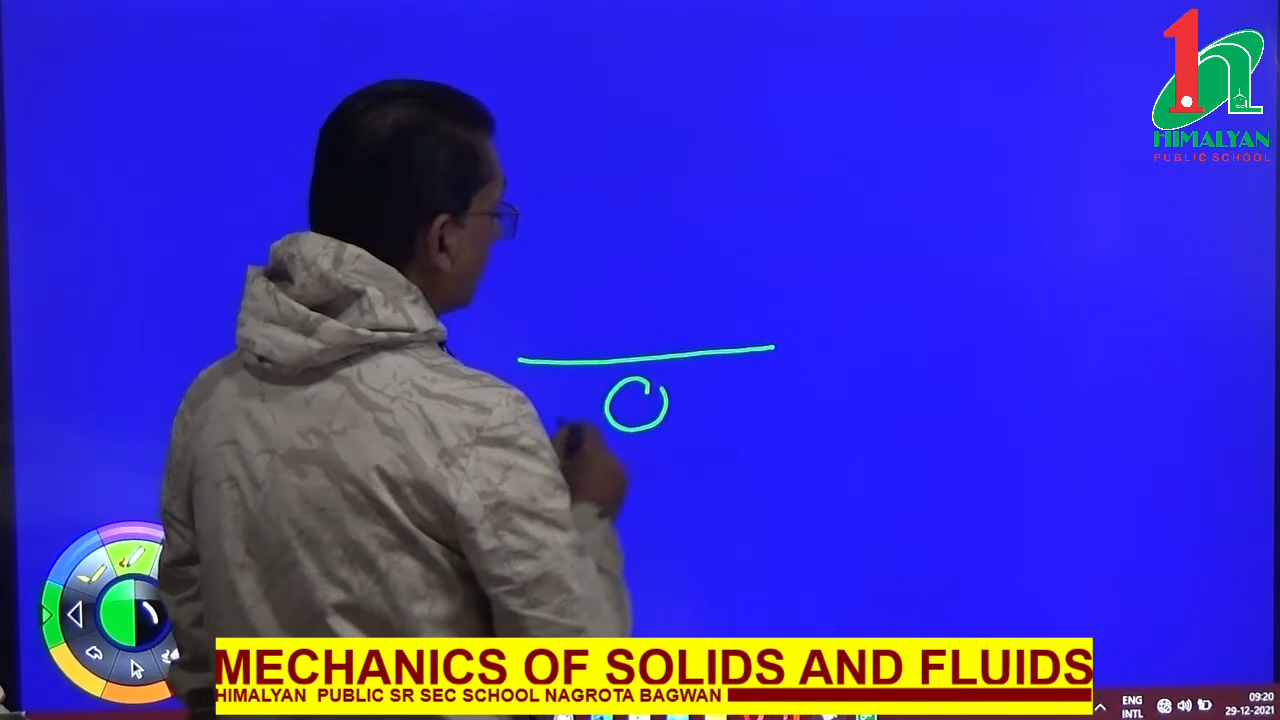 HIMALYAN
PUBLIC SCHOOL
MECHANICS OF SOLIDS AND FLUIDS
HIMALYAN PUBLIC SR SEC SCHOOL NAGROTA BAGWAN
ENG
INTL
09:20
29-12-2021